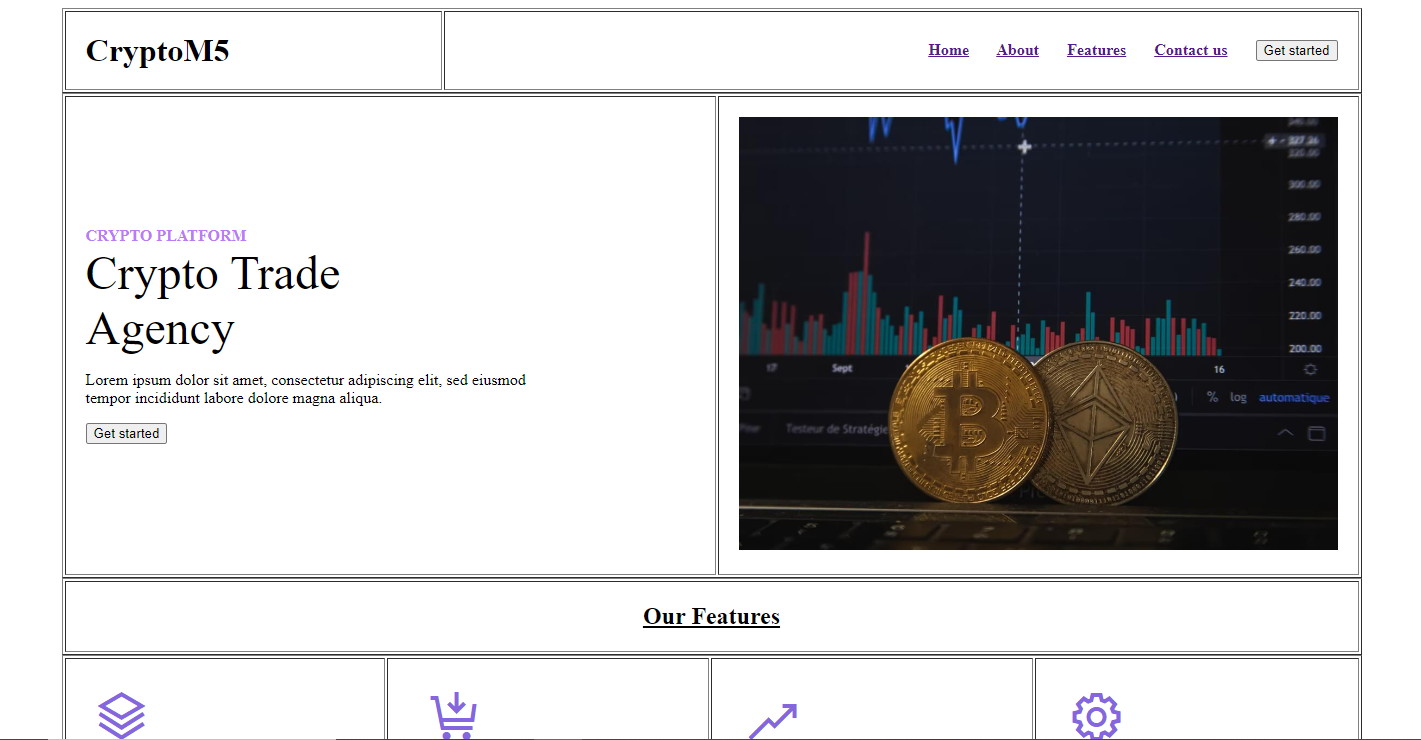 CryptoM5
Home About Features Contact us Get started
CRYPTO PLATFORM
Crypto Trade
Agency
Lorem ipsum dolor sit amet, consectetur adipiscing elit, sed eiusmod
tempor incididunt labore dolore magna aliqua.
Get started
327.26
320.00
300.00
280.00
260.00
240.00
220.00
200.00
17 Sept 16
% log automatique
Testeur de Stratégie
Our Features